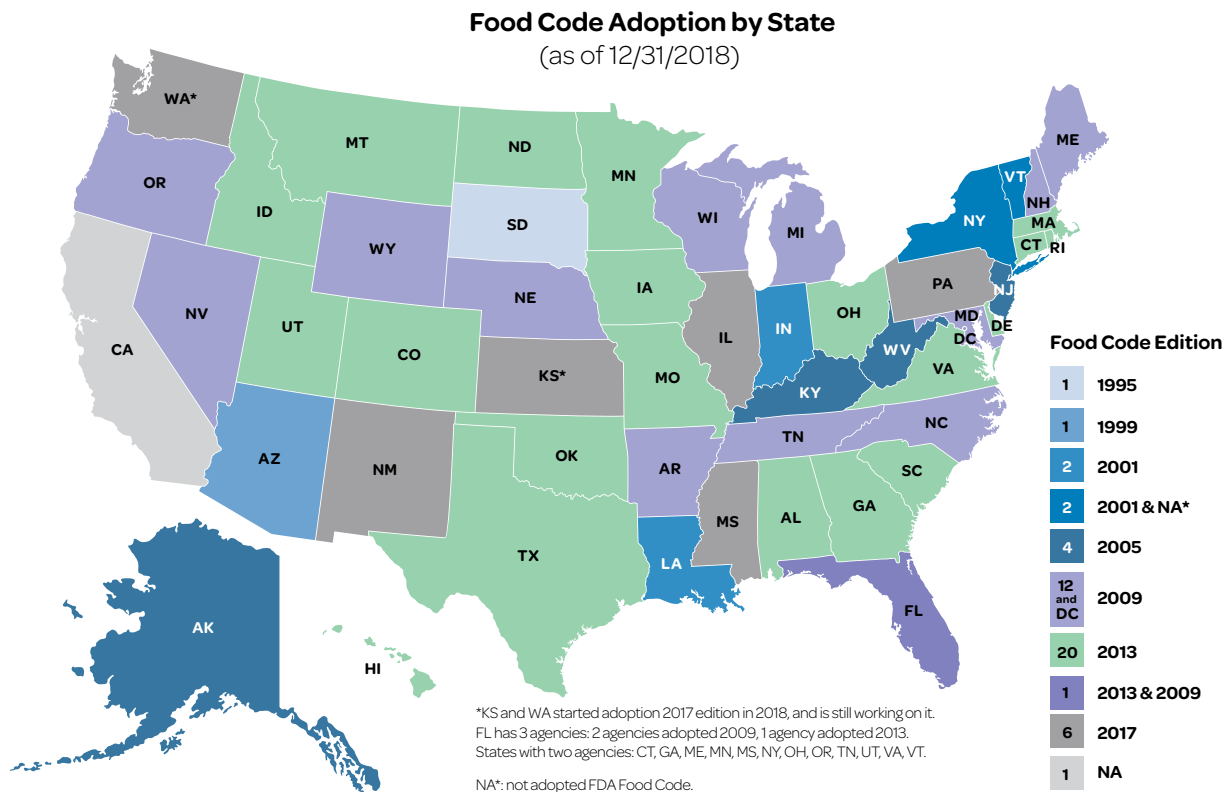 Food Code Adoption by State
(as of 12/31/2018)
WA*
MT
ND
MN
ME
OR
ID
SD
WI
MI
VT
NH
NY
MA
CT
RI
WY
IA
NE
PA
NJ
NV
UT
CO
IL
IN
OH
MD
DE
DC
CA
KS*
MO
WV
VA
KY
AZ
NM
OK
AR
TN
NC
SC
MS
AL
GA
TX
LA
FL
AK
HI
Food Code Edition
1 1995
1 1999
2 2001
2 2001 & NA*
4 2005
12 and DC 2009
20 2013
1 2013 & 2009
6 2017
1 NA
*KS and WA started adoption 2017 edition in 2018, and is still working on it.
FL has 3 agencies: 2 agencies adopted 2009, 1 agency adopted 2013.
States with two agencies: CT, GA, ME, MN, MS, NY, OH, OR, TN, UT, VA, VT.
NA*: not adopted FDA Food Code.